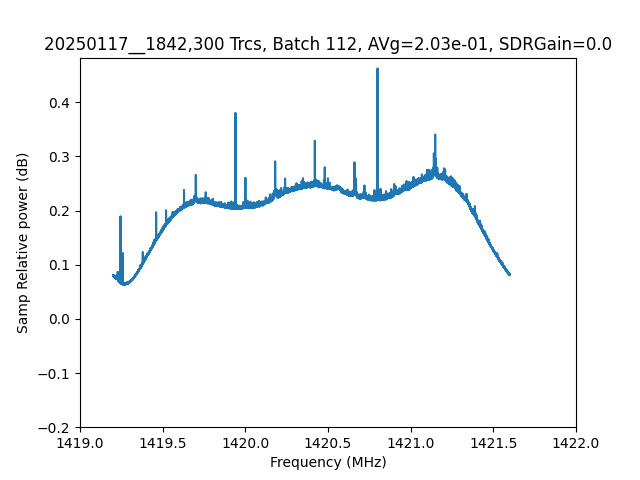 20250117__1842,300 Trcs, Batch 112, AVg=2.03e-01, SDRGain=0.0
Samp Relative power (dB)
0.4
0.3
0.2
0.1
0.0
−0.1
−0.2
1419.0 1419.5 1420.0 1420.5 1421.0 1421.5 1422.0
Frequency (MHz)